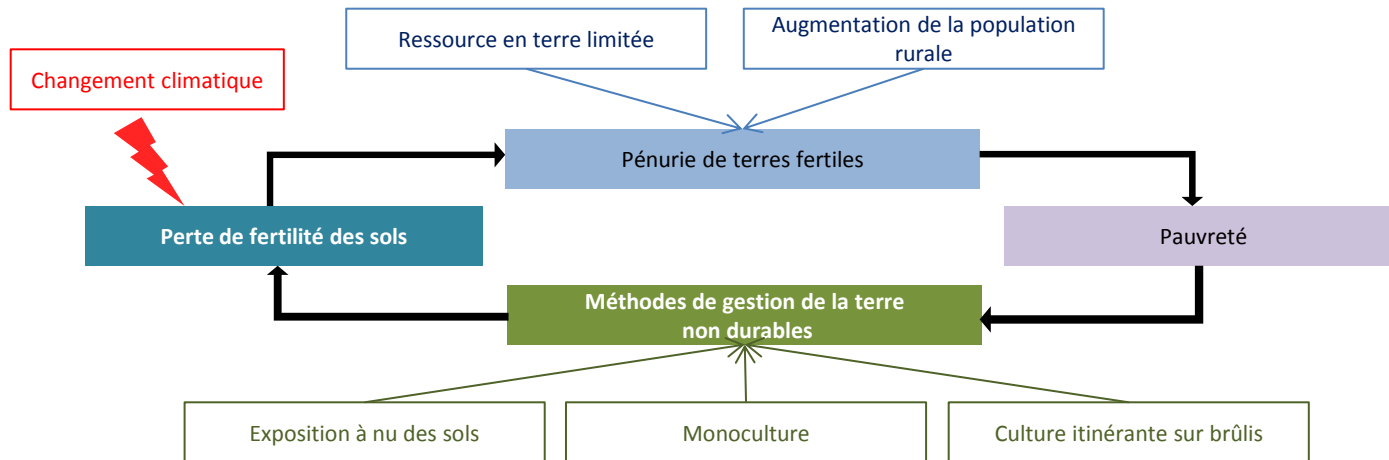 Ressource en terre limitée
Augmentation de la population
rurale
Changement climatique
Pénurie de terres fertiles
Perte de fertilité des sols
Pauvreté
Méthodes de gestion de la terre
non durables
Exposition à nu des sols
Monoculture
Culture itinérante sur brûlis